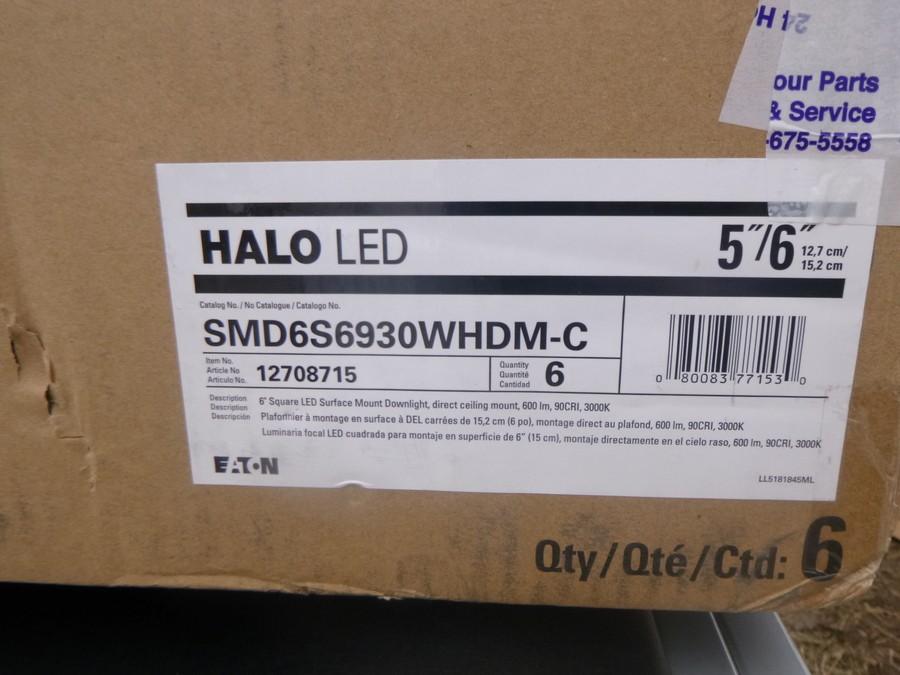 PH 1
24
our Parts
& Service
-675-5558
HALO LED
5″/6″ 12,7 cm/
15,2 cm
Catalog No. / No Catalogue / Catalogo No.
SMD6S6930WHDM-C
Item No.
Article No
Articulo No.
12708715
Quantity
Quantité
Cantidad
6
0 80083 77153 0
Description 6' Square LED Surface Mount Downlight, direct ceiling mount, 600 lm, 90CRI, 3000K
Description Plafonnier à montage en surface à DEL carrées de 15,2 cm (6 po), montage direct au plafond, 600 lm, 90CRI, 3000K
Descripción Luminaria focal LED cuadrada para montaje en superficie de 6" (15 cm), montaje directamente en el cielo raso, 600 lm, 90CRI, 3000K
EATON
LL5181845ML
Qty/Qté/Ctd: 6